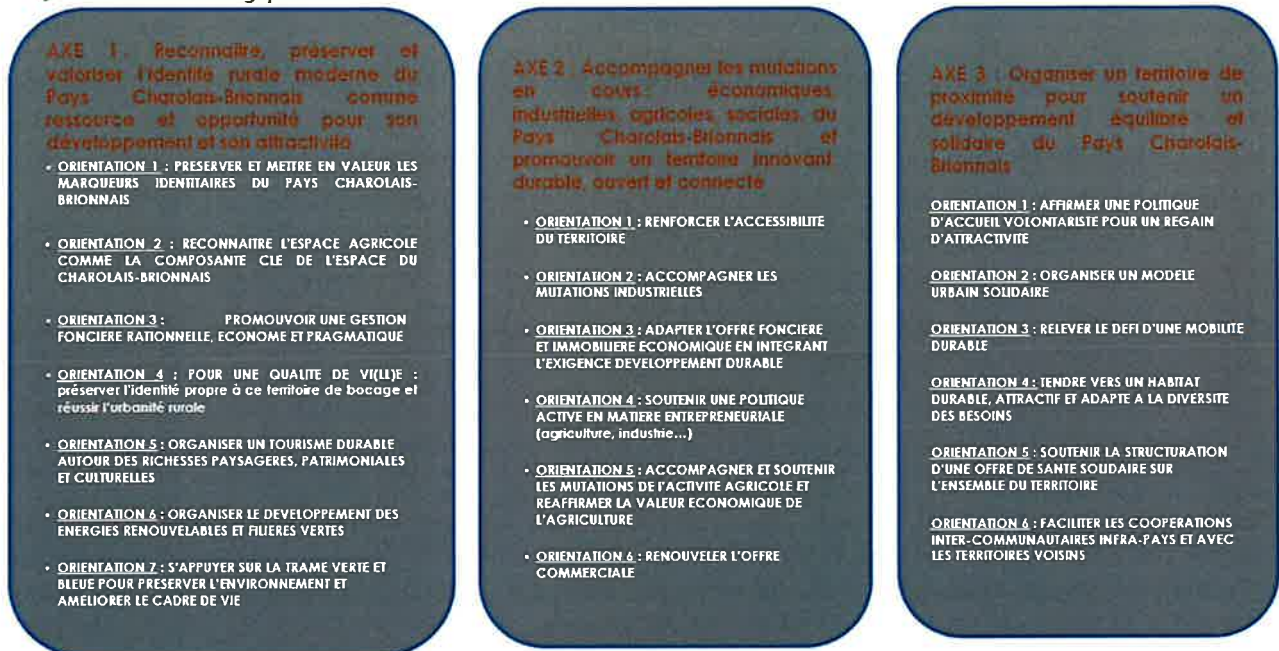 AXE 1 : Reconnaître, préserver et
valoriser l'identité rurale moderne du
Pays Charolais-Brionnais comme
ressource et opportunité pour son
développement et son attractivité
• ORIENTATION 1 : PRESERVER ET METTRE EN VALEUR LES
MARQUEURS IDENTITAIRES DU PAYS CHAROLAIS-
BRIONNAIS
• ORIENTATION 2 : RECONNAITRE L'ESPACE AGRICOLE
COMME LA COMPOSANTE CLE DE L'ESPACE DU
CHAROLAIS-BRIONNAIS
• ORIENTATION 3 : PROMOUVOIR UNE GESTION
FONCIERE RATIONNELLE, ECONOME ET PRAGMATIQUE
• ORIENTATION 4 : POUR UNE QUALITE DE VI(LL)E :
préserver l'identité propre à ce territoire de bocage et
réussir l'urbanité rurale
• ORIENTATION 5 : ORGANISER UN TOURISME DURABLE
AUTOUR DES RICHESSES PAYSAGERES, PATRIMONIALES
ET CULTURELLES
• ORIENTATION 6 : ORGANISER LE DEVELOPPEMENT DES
ENERGIES RENOUVELABLES ET FILIERES VERTES
• ORIENTATION 7 : S'APPUYER SUR LA TRAME VERTE ET
BLEUE POUR PRESERVER L'ENVIRONNEMENT ET
AMELIORER LE CADRE DE VIE
AXE 2 : Accompagner les mutations
en cours : économiques,
industrielles, agricoles, sociales, du
Pays Charolais-Brionnais et
promouvoir un territoire innovant,
durable, ouvert et connecté
• ORIENTATION 1 : RENFORCER L'ACCESSIBILITE
DU TERRITOIRE
• ORIENTATION 2 : ACCOMPAGNER LES
MUTATIONS INDUSTRIELLES
• ORIENTATION 3 : ADAPTER L'OFFRE FONCIERE
ET IMMOBILIERE ECONOMIQUE EN INTEGRANT
L'EXIGENCE DEVELOPPEMENT DURABLE
• ORIENTATION 4 : SOUTENIR UNE POLITIQUE
ACTIVE EN MATIERE ENTREPRENEURIALE
(agriculture, industrie...)
• ORIENTATION 5 : ACCOMPAGNER ET SOUTENIR
LES MUTATIONS DE l'ACTIVITE AGRICOLE ET
REAFFIRMER LA VALEUR ECONOMIQUE DE
L'AGRICULTURE
• ORIENTATION 6 : RENOUVELER L'OFFRE
COMMERCIALE
AXE 3 : Organiser un territoire de
proximité pour soutenir un
développement équilibré et
solidaire du Pays Charolais-
Brionnais
ORIENTATION 1 : AFFIRMER UNE POLITIQUE
D'ACCUEIL VOLONTARISTE POUR UN REGAIN
D'ATTRACTIVITE
ORIENTATION 2 : ORGANISER UN MODELE
URBAIN SOLIDAIRE
ORIENTATION 3 : RELEVER LE DEFI D'UNE MOBILITE
DURABLE
ORIENTATION 4 : TENDRE VERS UN HABITAT
DURABLE, ATTRACTIF ET ADAPTE A LA DIVERSITE
DES BESOINS
ORIENTATION 5 : SOUTENIR LA STRUCTURATION
D'UNE OFFRE DE SANTE SOLIDAIRE SUR
L'ENSEMBLE DU TERRITOIRE
ORIENTATION 6 : FACILITER LES COOPERATIONS
INTER-COMMUNAUTAIRES INFRA-PAYS ET AVEC
LES TERRITOIRES VOISINS